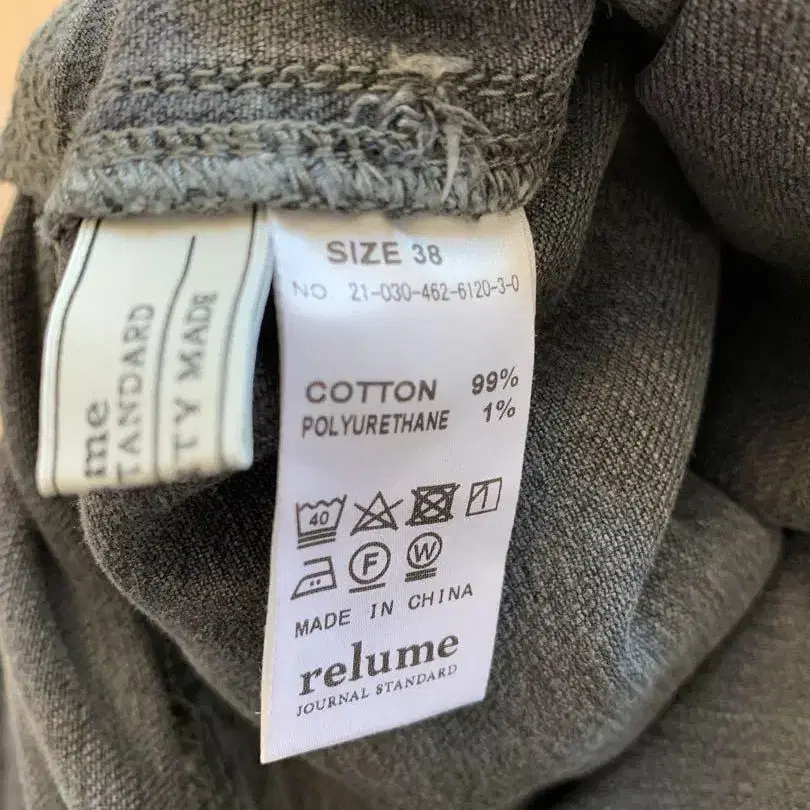 me
TANDARD
TY MADE
SIZE 38
NO 21-030-462-6120-3-0
COTTON 99%
POLYURETHANE 1%
40
F W
MADE IN CHINA
relume
JOURNAL STANDARD